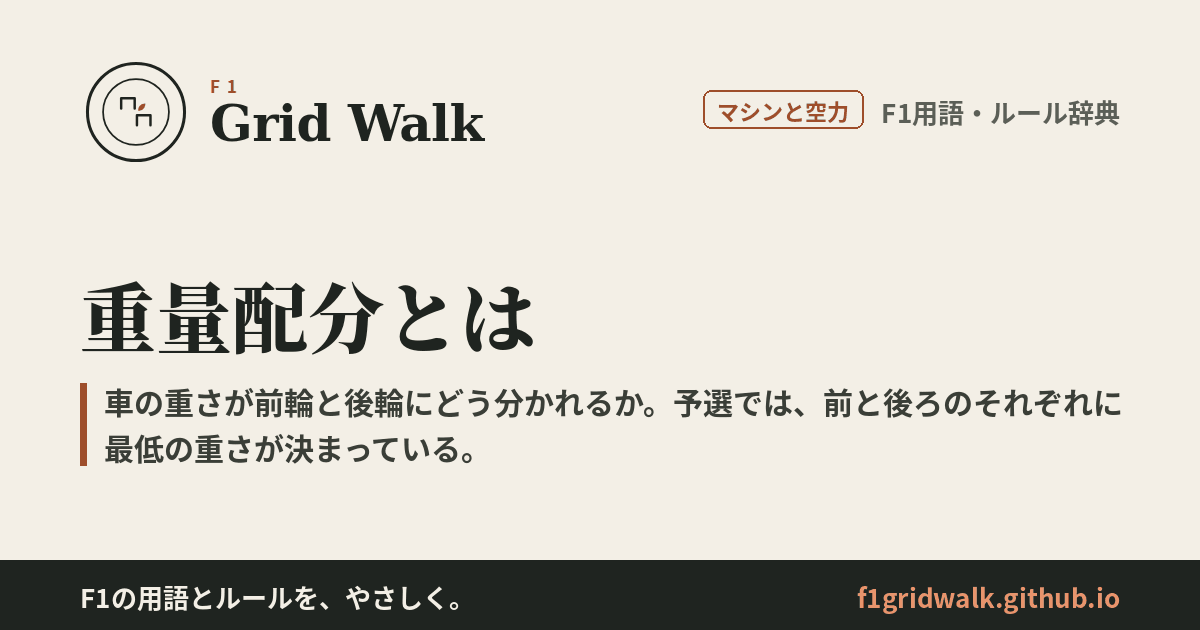 F1
Grid Walk
マシンと空力
F1用語・ルール辞典
重量配分とは
車の重さが前輪と後輪にどう分かれるか。予選では、前と後ろのそれぞれに
最低の重さが決まっている。
F1の用語とルールを、やさしく。
f1gridwalk.github.io